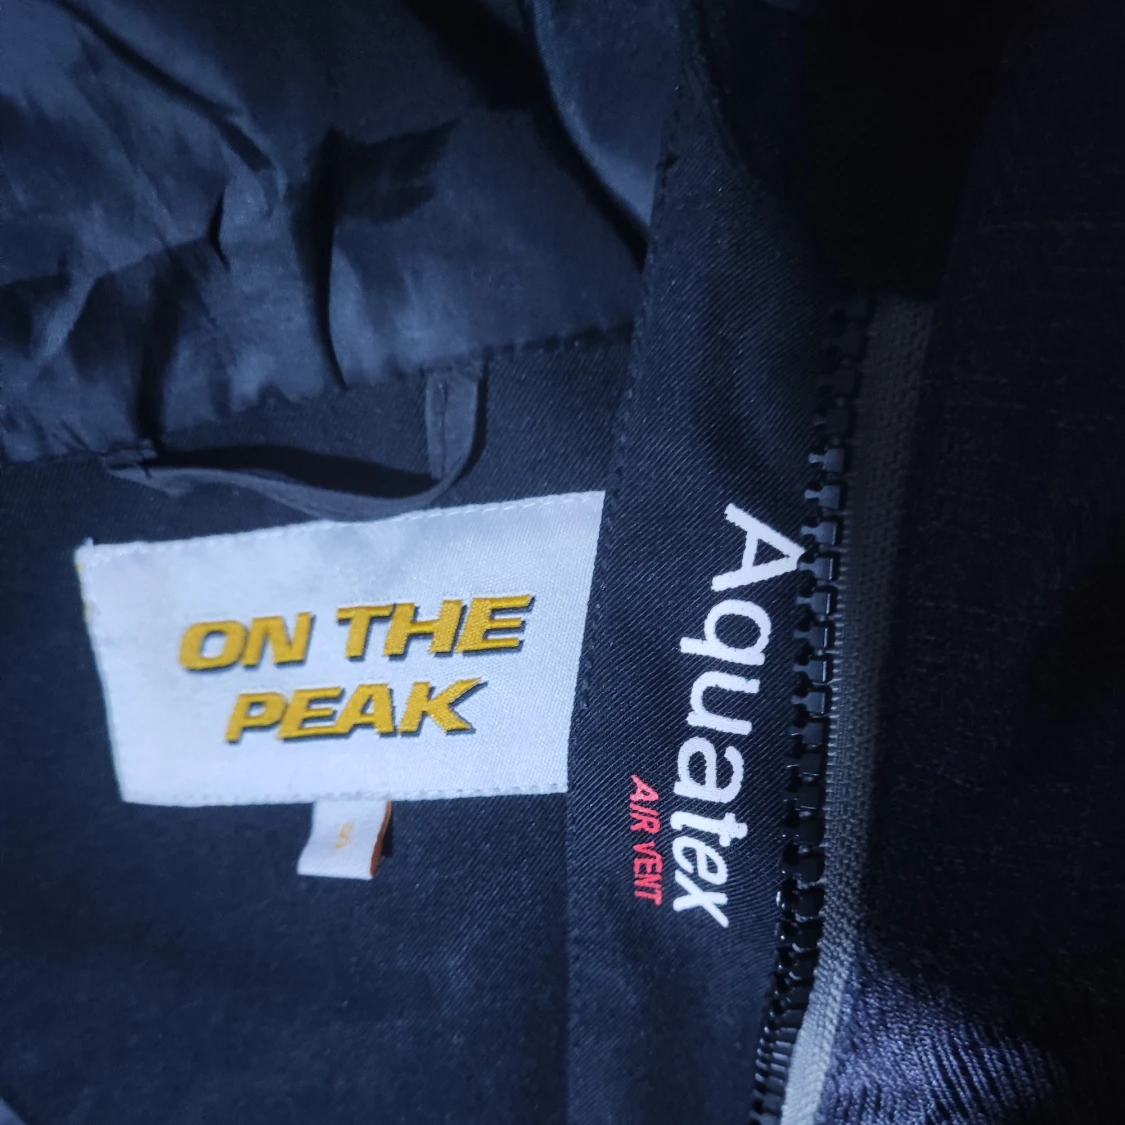 ON THE
PEAK
S
Aquatex
AIR VENT